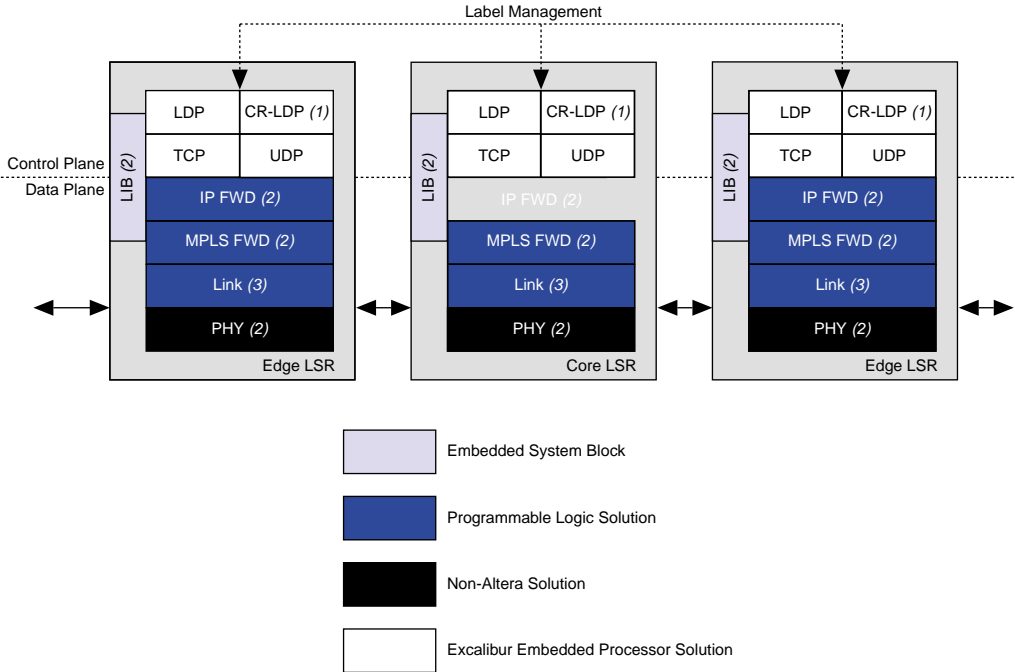 Label Management
LDP CR-LDP (1) LDP CR-LDP (1) LDP CR-LDP (1)
TCP UDP TCP UDP TCP UDP
LIB (2) LIB (2) LIB (2)
Control Plane
Data Plane
IP FWD (2) IP FWD (2) IP FWD (2)
MPLS FWD (2) MPLS FWD (2) MPLS FWD (2)
Link (3) Link (3) Link (3)
PHY (2) PHY (2) PHY (2)
Edge LSR Core LSR Edge LSR
Embedded System Block
Programmable Logic Solution
Non-Altera Solution
Excalibur Embedded Processor Solution